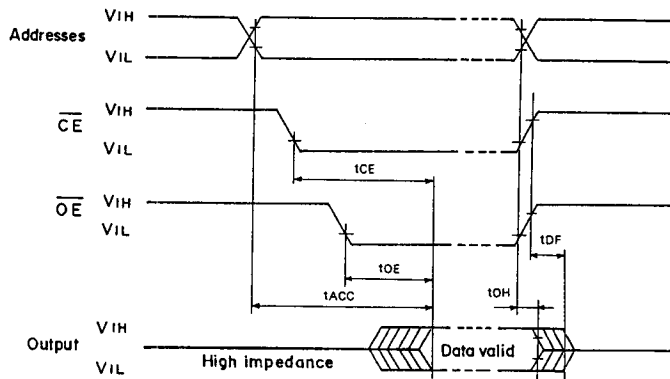 VIH
Addresses
VIL
VIH
CE
VIL
tCE
VIH
OE
VIL
tDF
tOE
tOH
tACC
VIH
Output
High impedance
Data valid
VIL